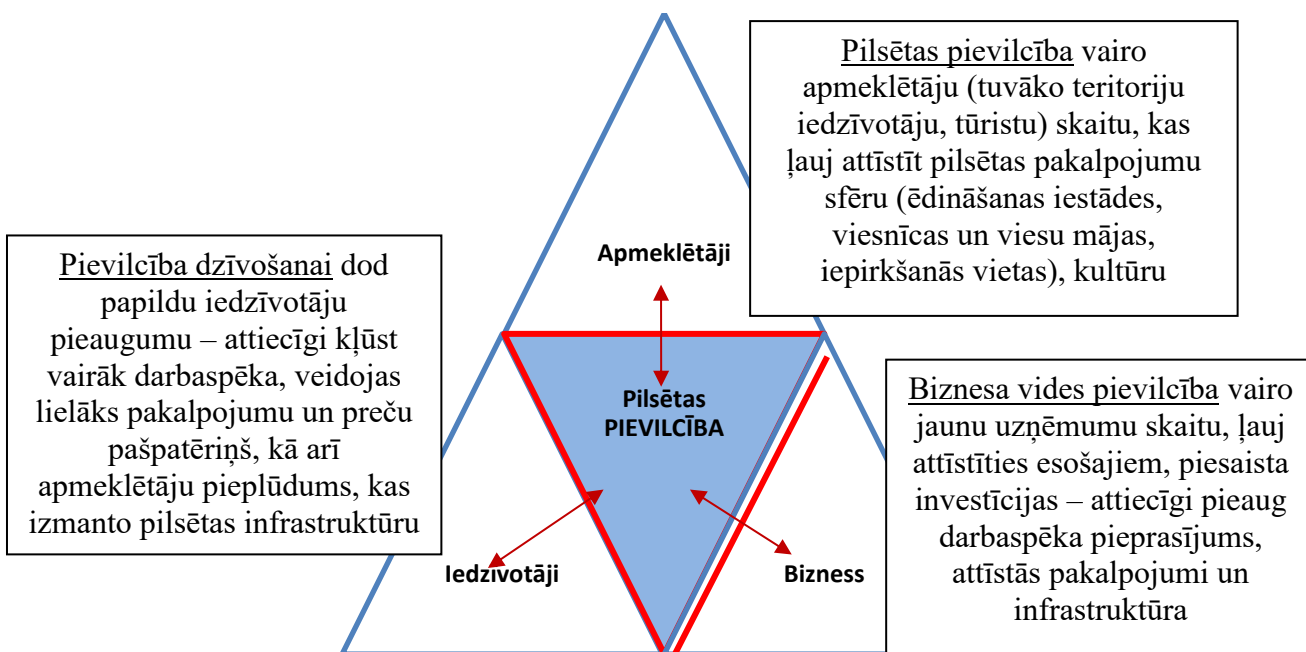 Pilsētas pievilcība vairo
apmeklētāju (tuvāko teritoriju
iedzīvotāju, tūristu) skaitu, kas
ļauj attīstīt pilsētas pakalpojumu
sfēru (ēdināšanas iestādes,
viesnīcas un viesu mājas,
iepirkšanās vietas), kultūru
Pievilcība dzīvošanai dod
papildu iedzīvotāju
pieaugumu – attiecīgi kļūst
vairāk darbaspēka, veidojas
lielāks pakalpojumu un preču
pašpatēriņš, kā arī
apmeklētāju pieplūdums, kas
izmanto pilsētas infrastruktūru
Apmeklētāji
Pilsētas
PIEVILCĪBA
Iedzīvotāji
Bizness
Biznesa vides pievilcība vairo
jaunu uzņēmumu skaitu, ļauj
attīstīties esošajiem, piesaista
investīcijas – attiecīgi pieaug
darbaspēka pieprasījums,
attīstās pakalpojumi un
infrastruktūra